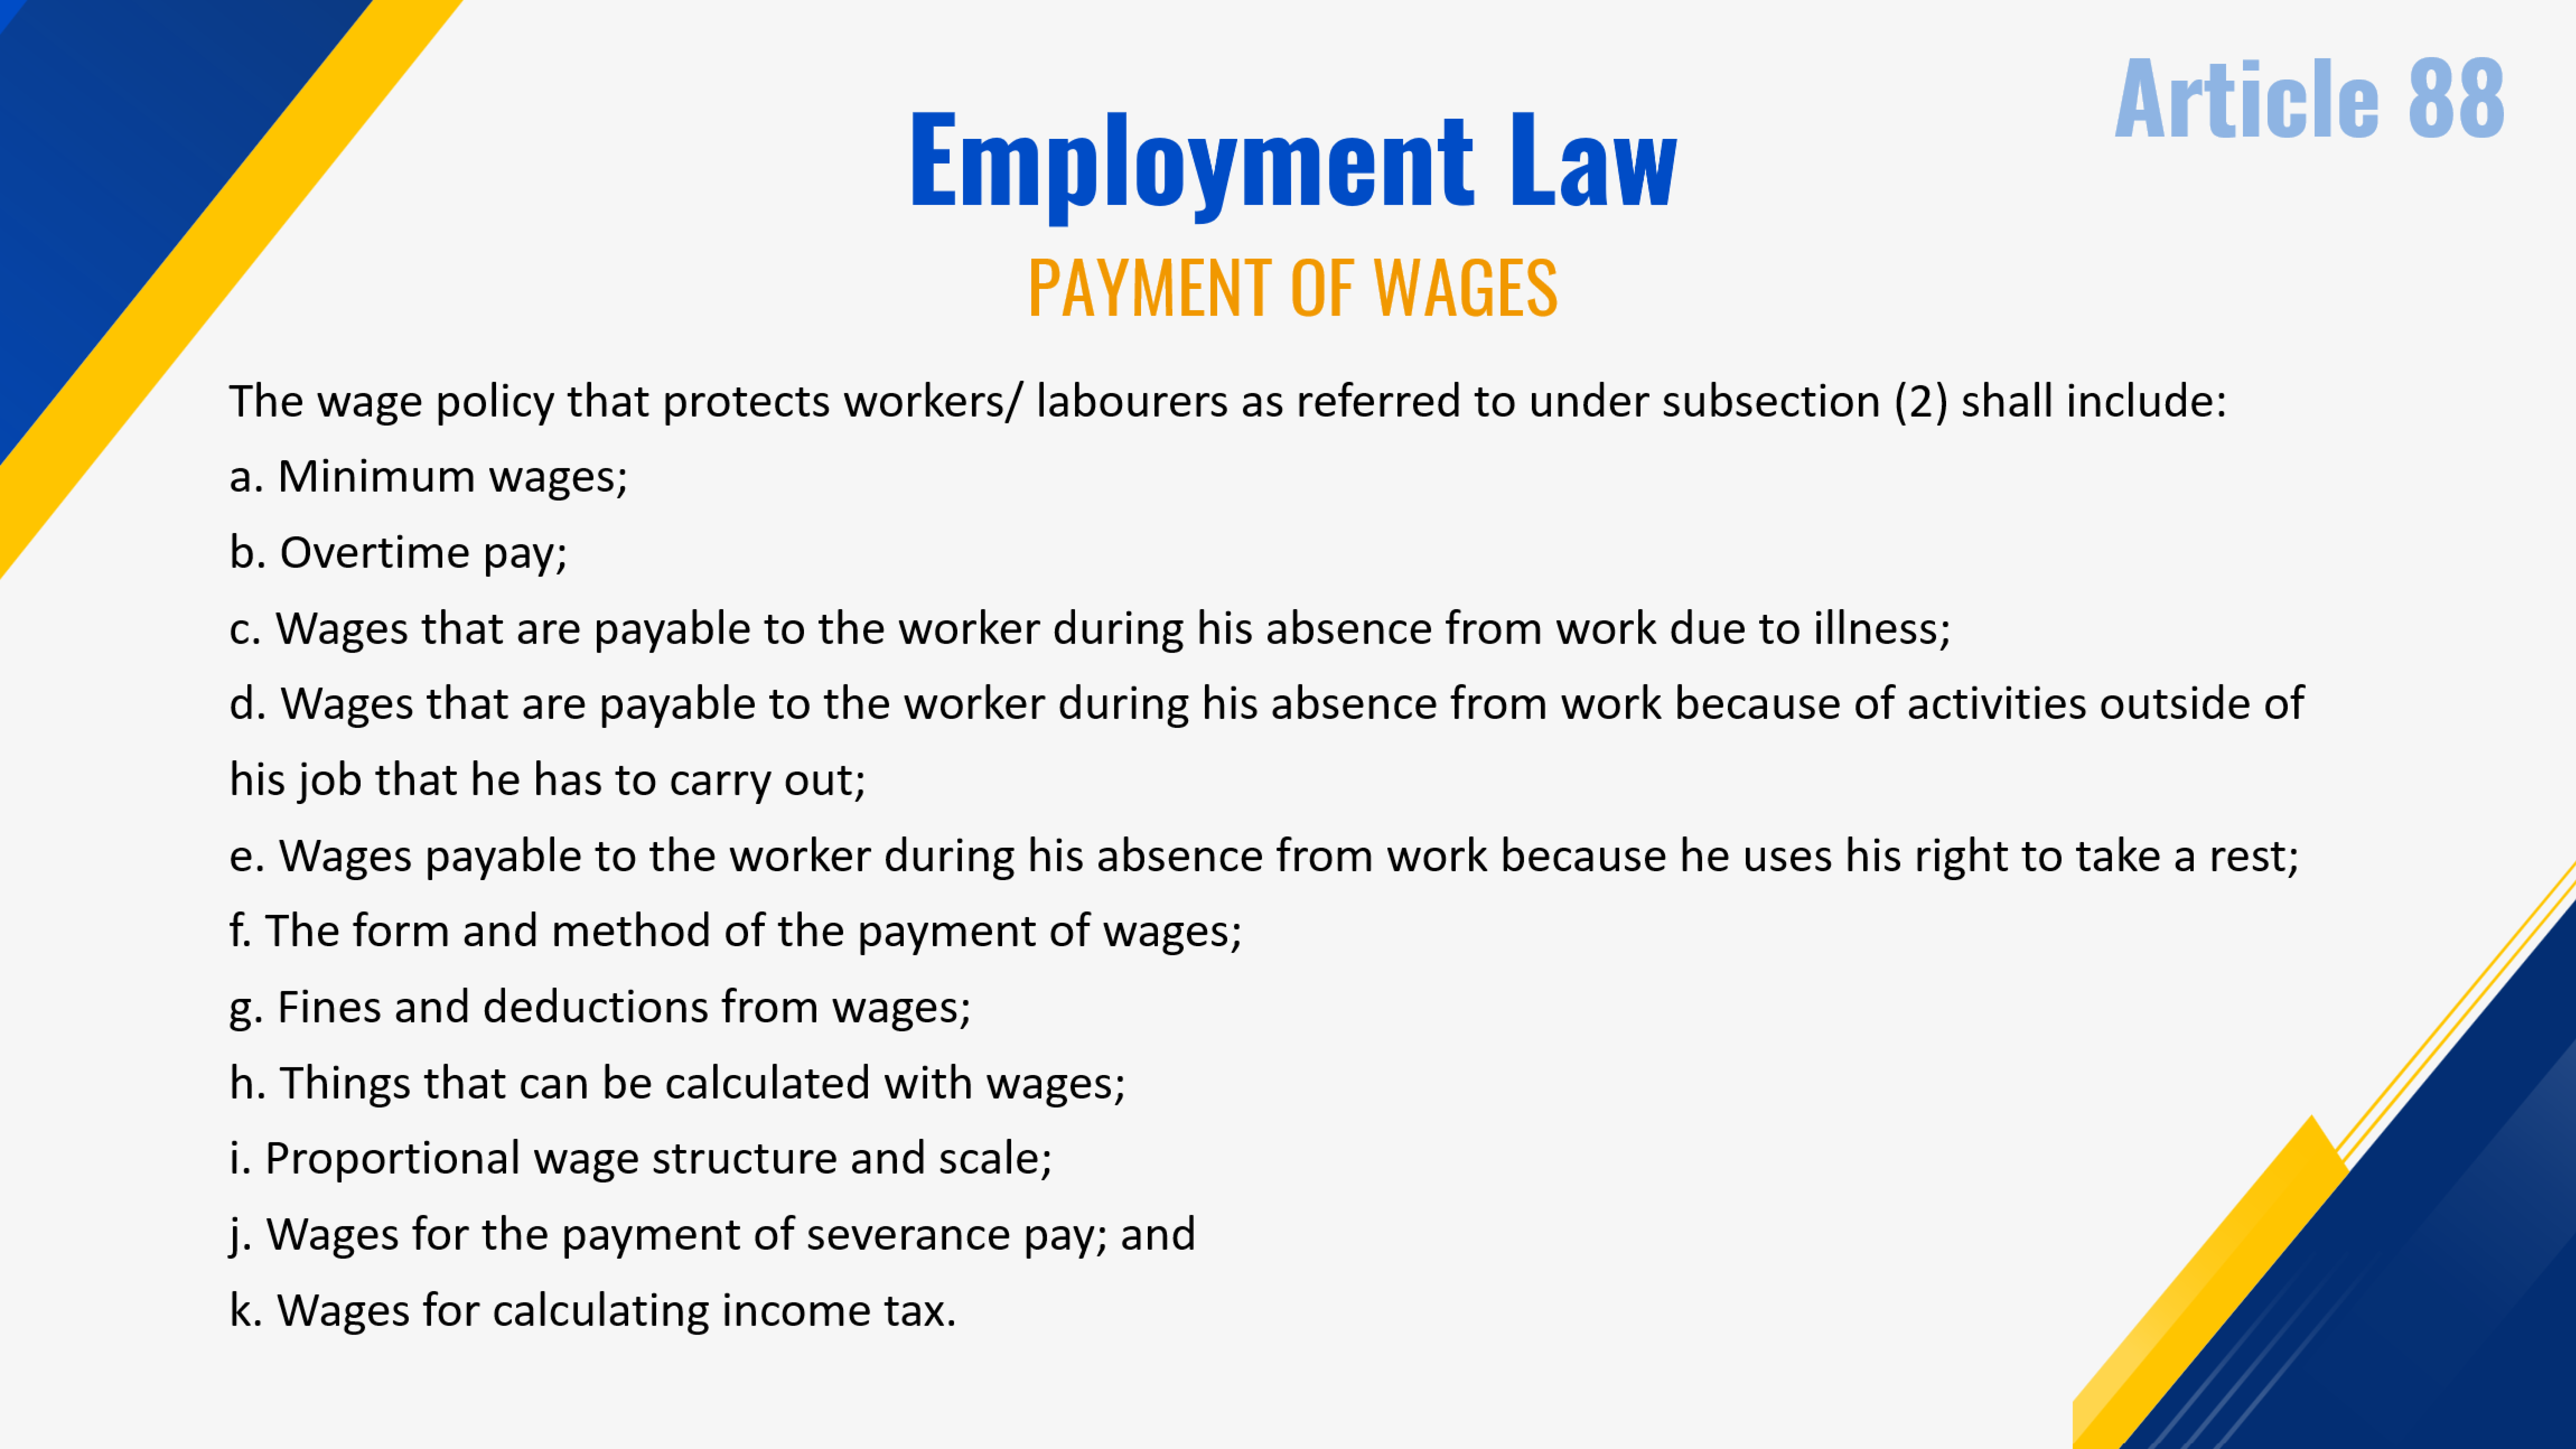 Article 88
Employment Law
PAYMENT OF WAGES
The wage policy that protects workers/ labourers as referred to under subsection (2) shall include:
a. Minimum wages;
b. Overtime pay;
c. Wages that are payable to the worker during his absence from work due to illness;
d. Wages that are payable to the worker during his absence from work because of activities outside of
his job that he has to carry out;
e. Wages payable to the worker during his absence from work because he uses his right to take a rest;
f. The form and method of the payment of wages;
g. Fines and deductions from wages;
h. Things that can be calculated with wages;
i. Proportional wage structure and scale;
j. Wages for the payment of severance pay; and
k. Wages for calculating income tax.